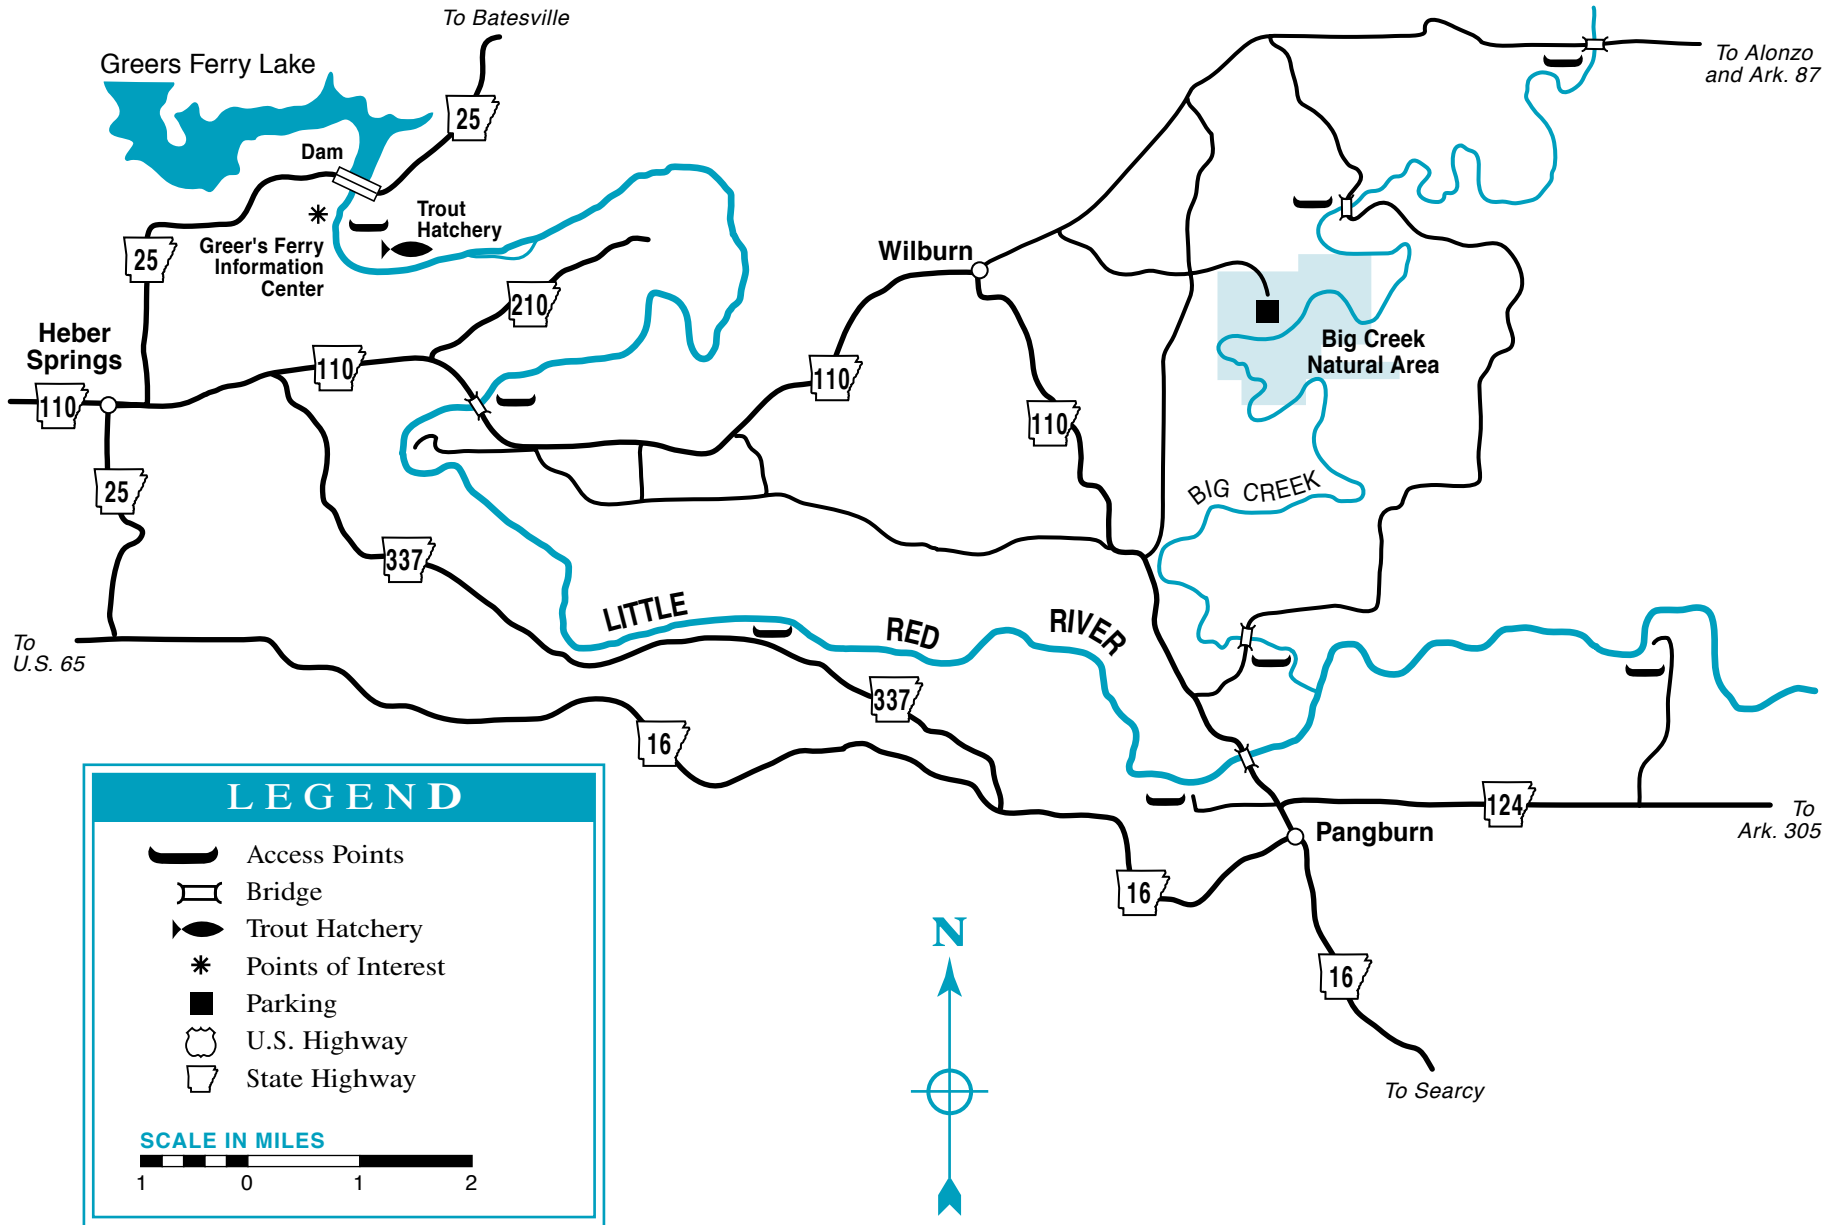 To Batesville
Greers Ferry Lake
25
Dam
Trout
Hatchery
Greer's Ferry
Information
Center
25
210
Heber
Springs
110
110
25
337
Wilburn
110
110
To Alonzo
and Ark. 87
Big Creek
Natural Area
BIG CREEK
LITTLE RED RIVER
To
U.S. 65
337
16
124
To
Ark. 305
Pangburn
16
16
To Searcy
N
LEGEND
Access Points
Bridge
Trout Hatchery
Points of Interest
Parking
U.S. Highway
State Highway
SCALE IN MILES
1 0 1 2